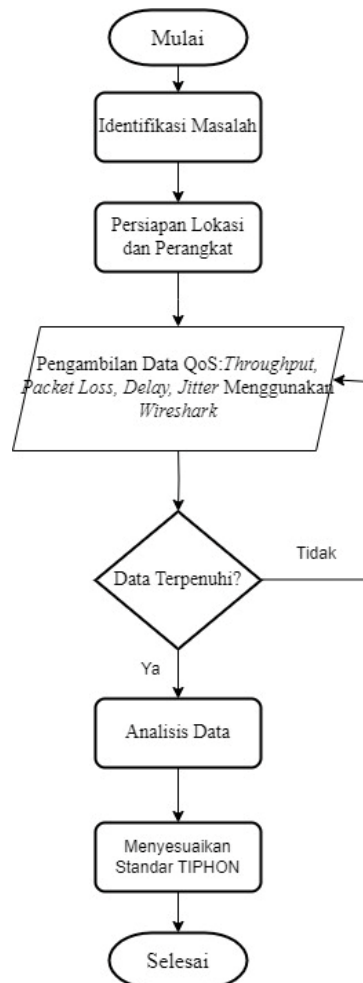 Mulai
Identifikasi Masalah
Persiapan Lokasi
dan Perangkat
Pengambilan Data QoS:Throughput,
Packet Loss, Delay, Jitter Menggunakan
Wireshark
Data Terpenuhi?
Tidak
Ya
Analisis Data
Menyesuaikan
Standar TIPHON
Selesai